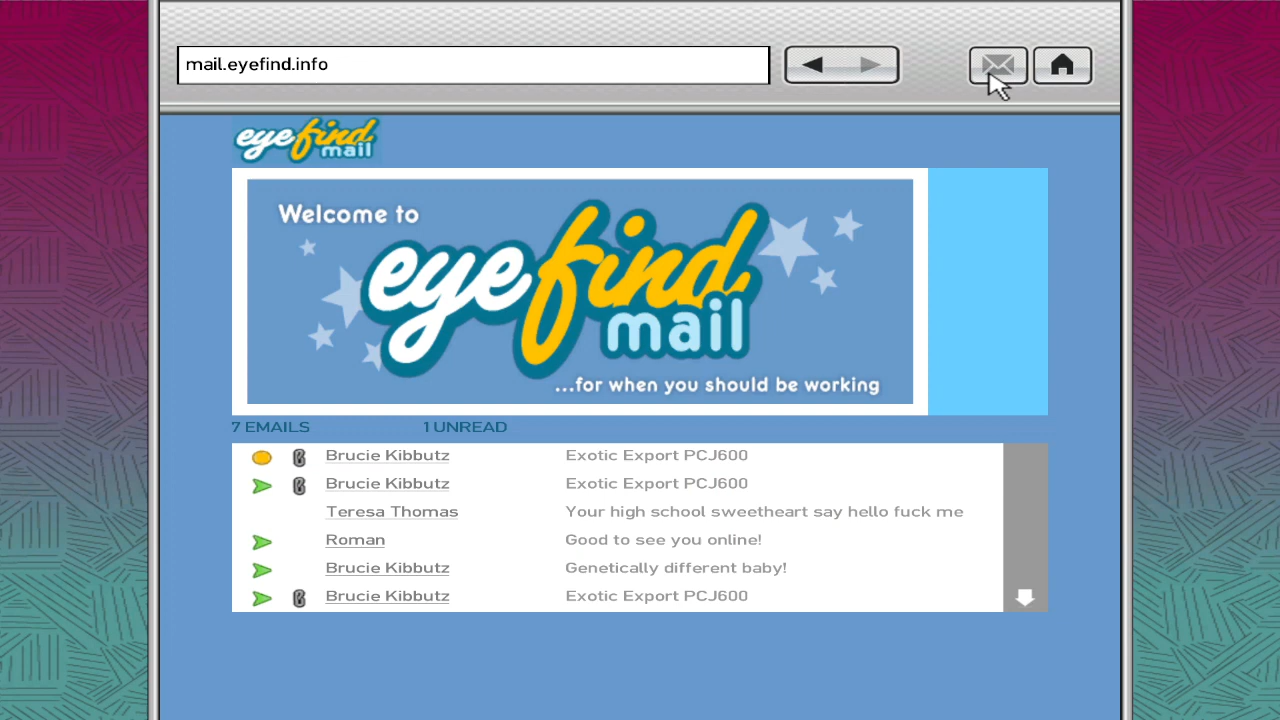 mail.eyefind.info
eyefind mail
Welcome to
eyefind
mail
...for when you should be working
7 EMAILS 1 UNREAD
Brucie Kibbutz Exotic Export PCJ600
Brucie Kibbutz Exotic Export PCJ600
Teresa Thomas Your high school sweetheart say hello fuck me
Roman Good to see you online!
Brucie Kibbutz Genetically different baby!
Brucie Kibbutz Exotic Export PCJ600